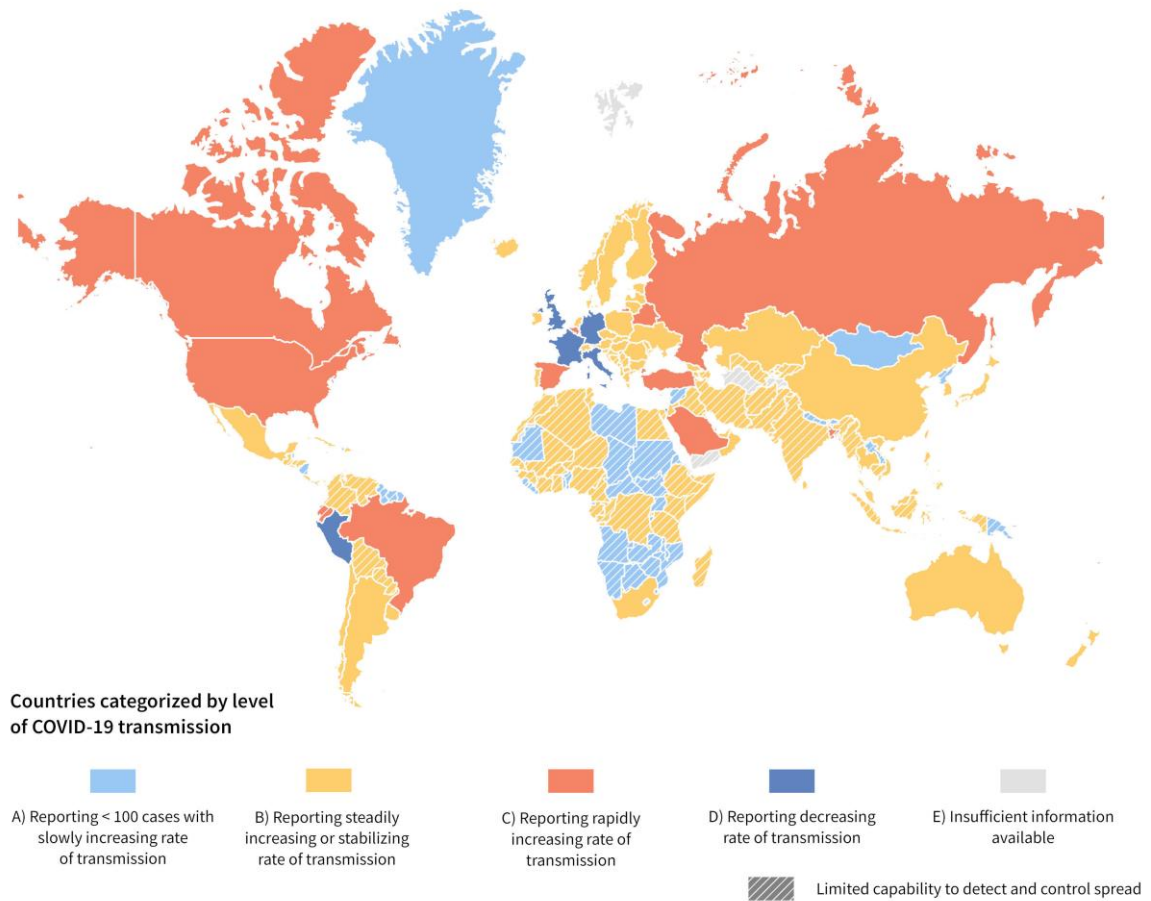 Countries categorized by level
of COVID-19 transmission
A) Reporting < 100 cases with
slowly increasing rate
of transmission
B) Reporting steadily
increasing or stabilizing
rate of transmission
C) Reporting rapidly
increasing rate of
transmission
D) Reporting decreasing
rate of transmission
E) Insufficient information
available
Limited capability to detect and control spread